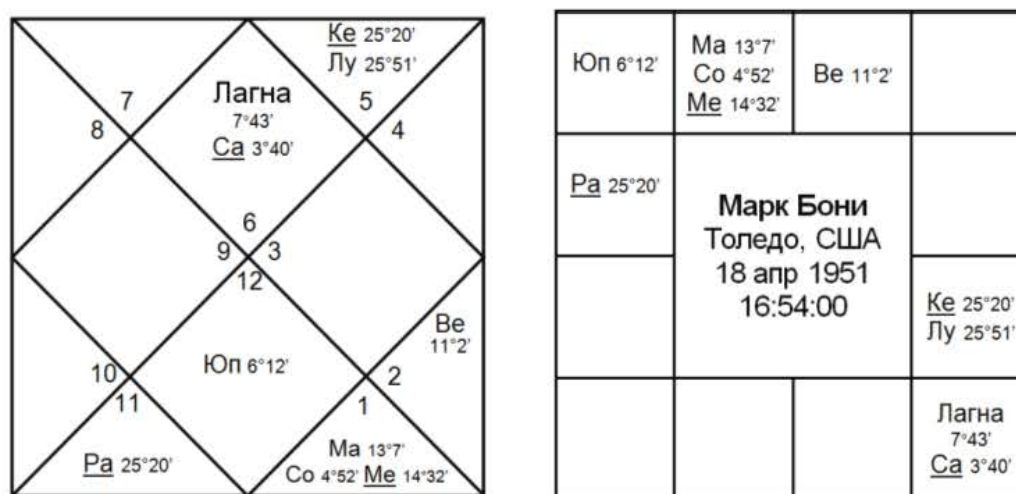 Ке 25°20'
Лу 25°51'
7
8
Лагна
7°43'
Са 3°40'
5
4
6
9
3
12
Ве
11°2'
Юп 6°12'
10
11
2
1
Ра 25°20'
Ма 13°7'
Со 4°52' Ме 14°32'
Юп 6°12'
Ма 13°7'
Со 4°52'
Ме 14°32'
Ве 11°2'
Ра 25°20'
Марк Бони
Толедо, США
18 апр 1951
16:54:00
Ке 25°20'
Лу 25°51'
Лагна
7°43'
Са 3°40'